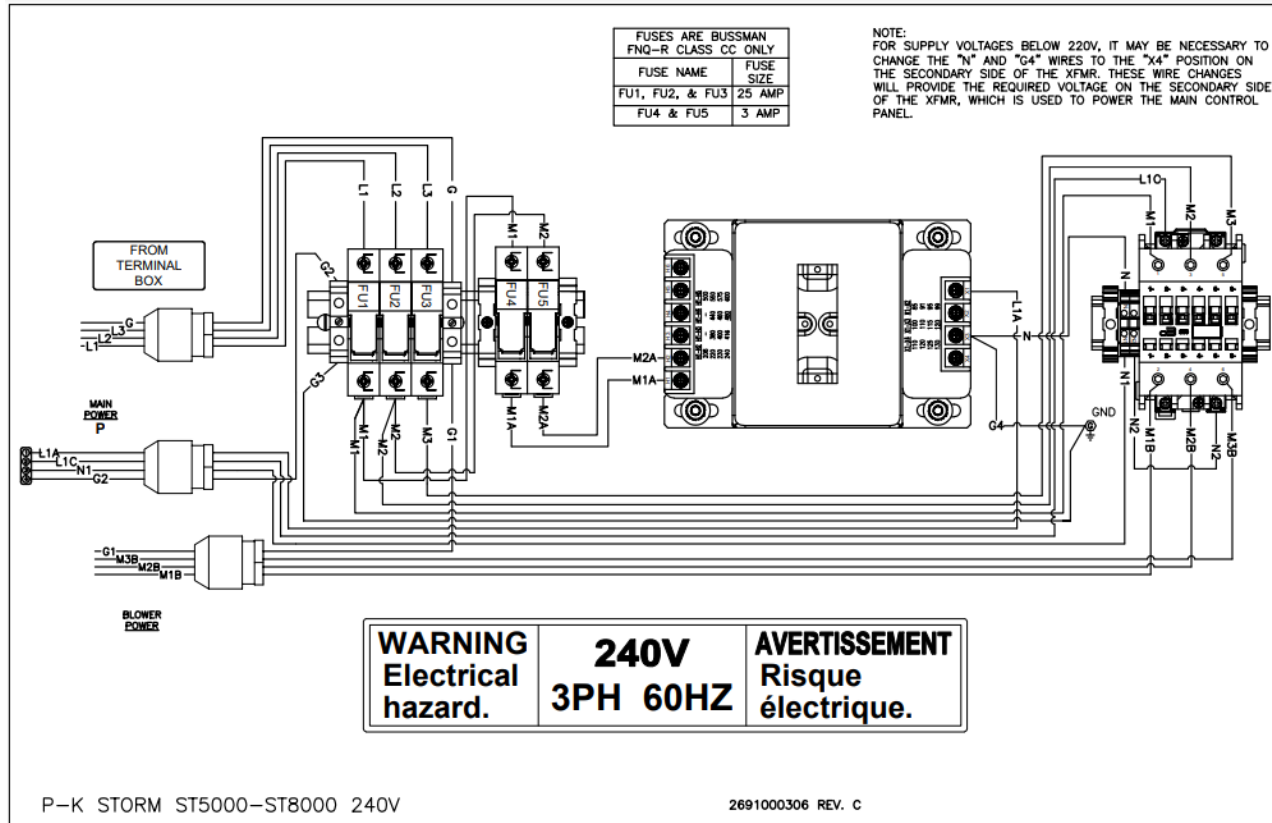 FUSES ARE BUSSMAN
FNQ-R CLASS CC ONLY
FUSE NAME
FUSE
SIZE
FU1, FU2, & FU3
25 AMP
FU4 & FU5
3 AMP
NOTE:
FOR SUPPLY VOLTAGES BELOW 220V, IT MAY BE NECESSARY TO
CHANGE THE "N" AND "G4" WIRES TO THE "X4" POSITION ON
THE SECONDARY SIDE OF THE XFMR. THESE WIRE CHANGES
WILL PROVIDE THE REQUIRED VOLTAGE ON THE SECONDARY SIDE
OF THE XFMR, WHICH IS USED TO POWER THE MAIN CONTROL
PANEL.
FROM
TERMINAL
BOX
G
L3
L2
L1
MAIN
POWER
P
L1A
L1C
N1
G2
G1
M3B
M2B
M1B
BLOWER
POWER
L1
L2
L3
G
G2
FU1
FU2
FU3
G3
M1
M1
M2
M2
M3
G1
M1
M2
FU4
FU5
M1A
M2A
M2A
M1A
L1A
N
G4
GND
G
L1C
M1
M2
M3
N
N1
N2
M1B
M2B
N2
M3B
WARNING
Electrical
hazard.
240V
3PH 60HZ
AVERTISSEMENT
Risque
électrique.
P-K STORM ST5000-ST8000 240V
2691000306 REV. C